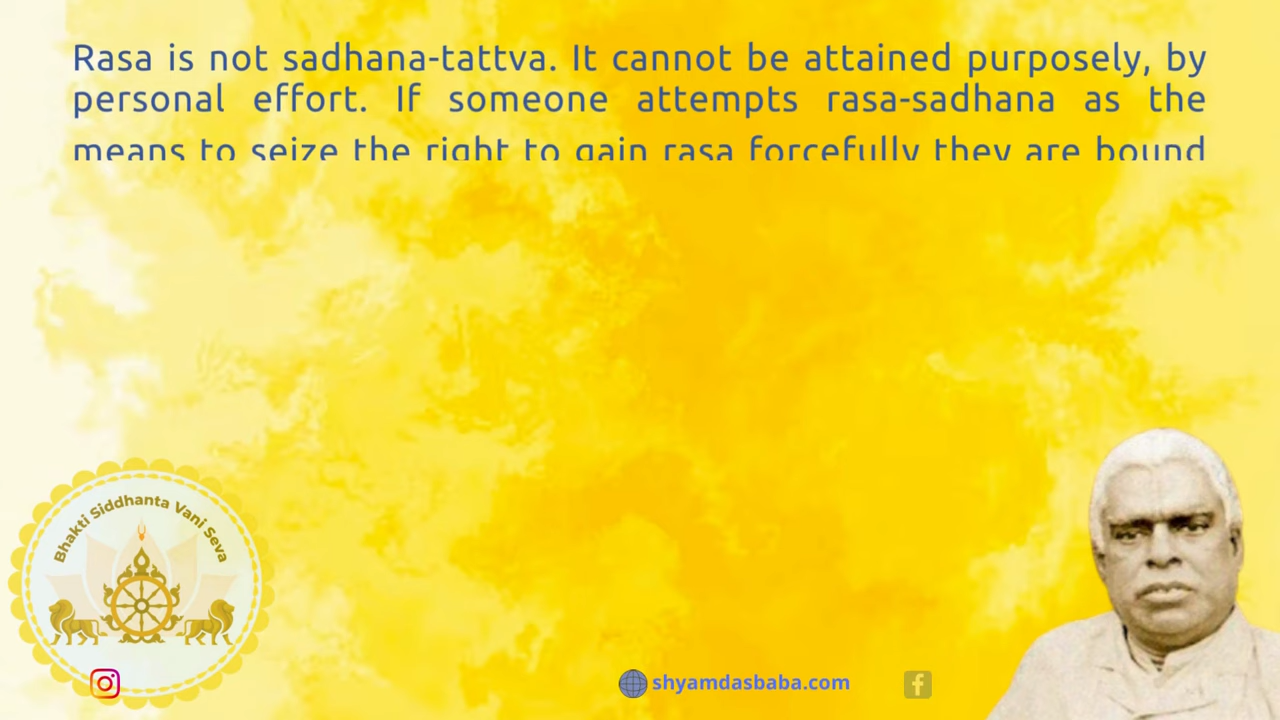 Rasa is not sadhana-tattva. It cannot be attained purposely, by
personal effort. If someone attempts rasa-sadhana as the
means to seize the right to gain rasa forcefully they are bound
Bhakti Siddhanta Vani Seva
shyamdasbaba.com